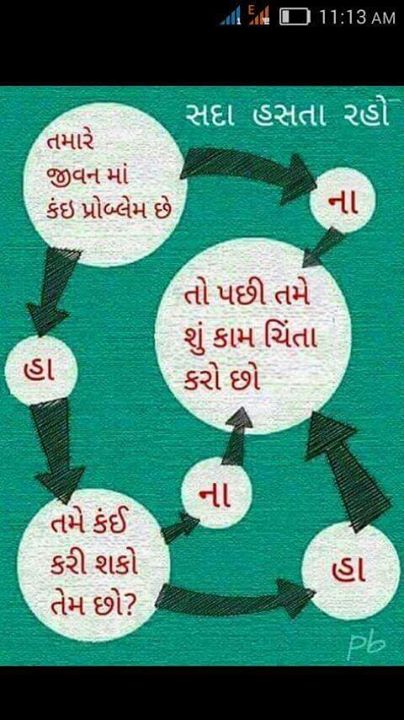 11:13 AM
સદા હસતા રહો
તમારે
જીવન માં
કંઇ પ્રોબ્લેમ છે
ના
તો પછી તમે
શું કામ ચિંતા
કરો છો
હા
ના
તમે કંઈ
કરી શકો
તેમ છો?
હા
pb